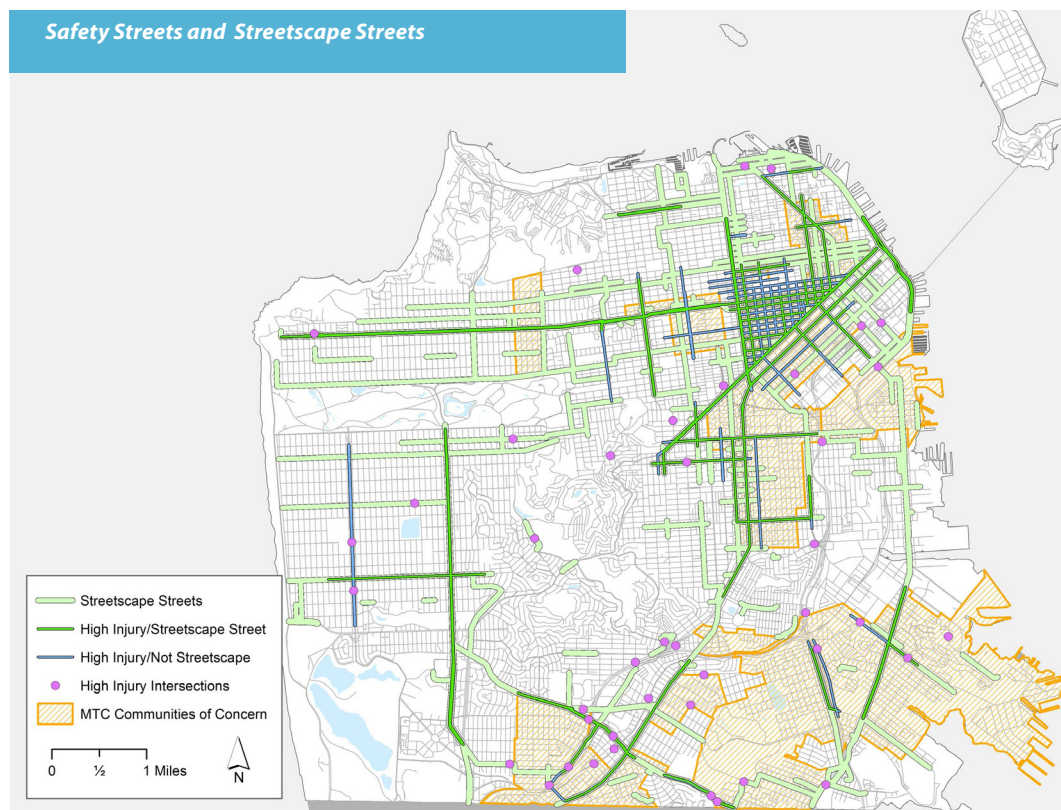 Safety Streets and Streetscape Streets
Streetscape Streets
High Injury/Streetscape Street
High Injury/Not Streetscape
High Injury Intersections
MTC Communities of Concern
0 ½ 1 Miles
N